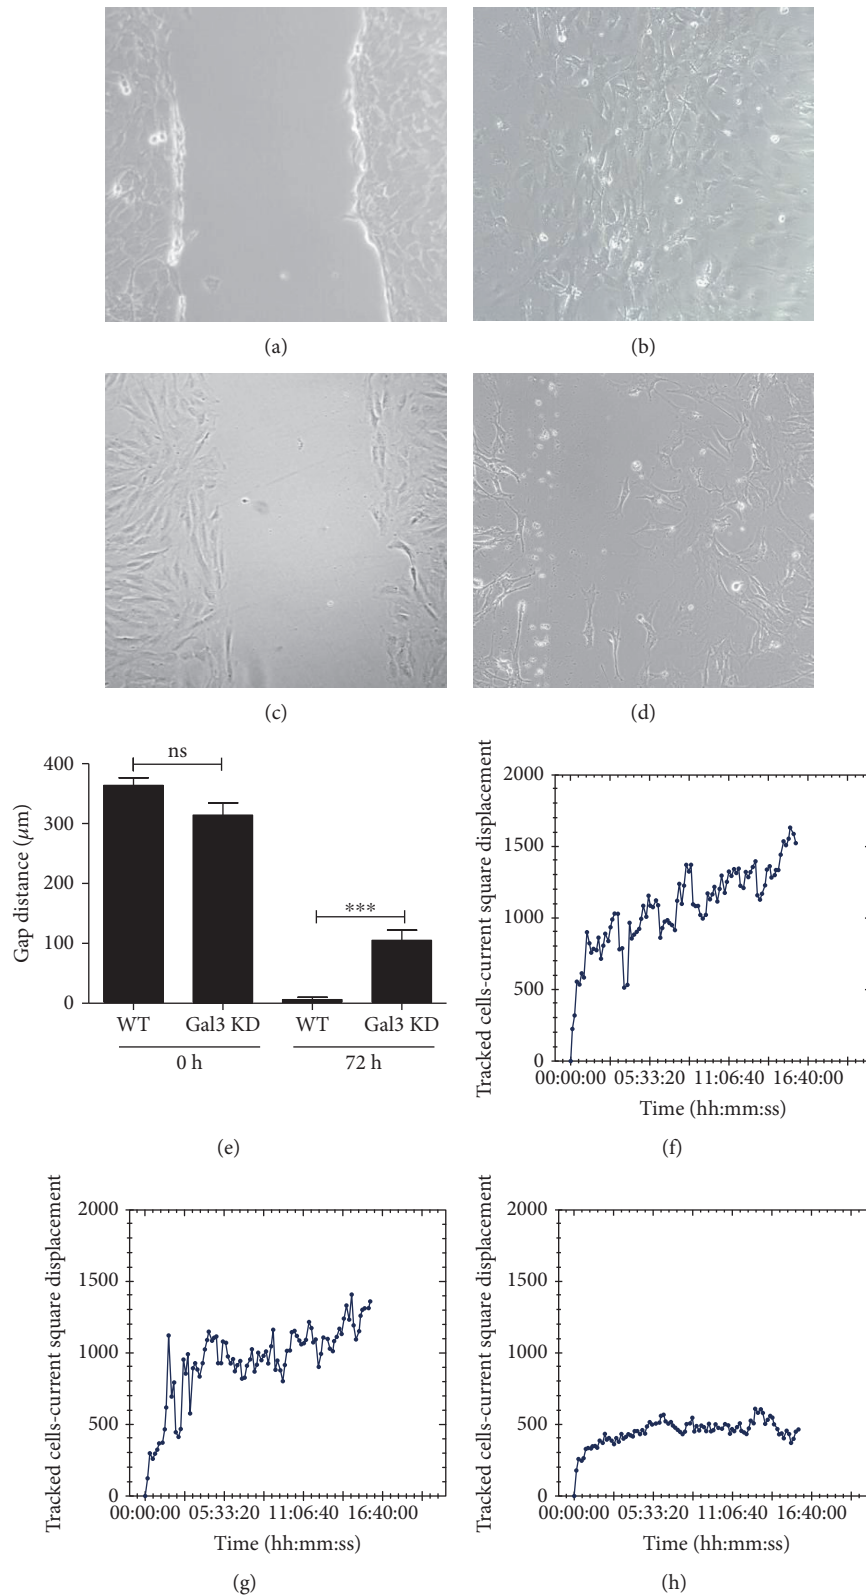 (a)
(b)
(c)
(d)
400
300
200
100
0
Gap distance (μm)
ns
***
WT
Gal3 KD
WT
Gal3 KD
0 h
72 h
(e)
2000
1500
1000
500
0
Tracked cells-current square displacement
00:00:00 05:33:20 11:06:40 16:40:00
Time (hh:mm:ss)
(f)
2000
1500
1000
500
0
Tracked cells-current square displacement
00:00:00 05:33:20 11:06:40 16:40:00
Time (hh:mm:ss)
(g)
2000
1500
1000
500
0
Tracked cells-current square displacement
00:00:00 05:33:20 11:06:40 16:40:00
Time (hh:mm:ss)
(h)